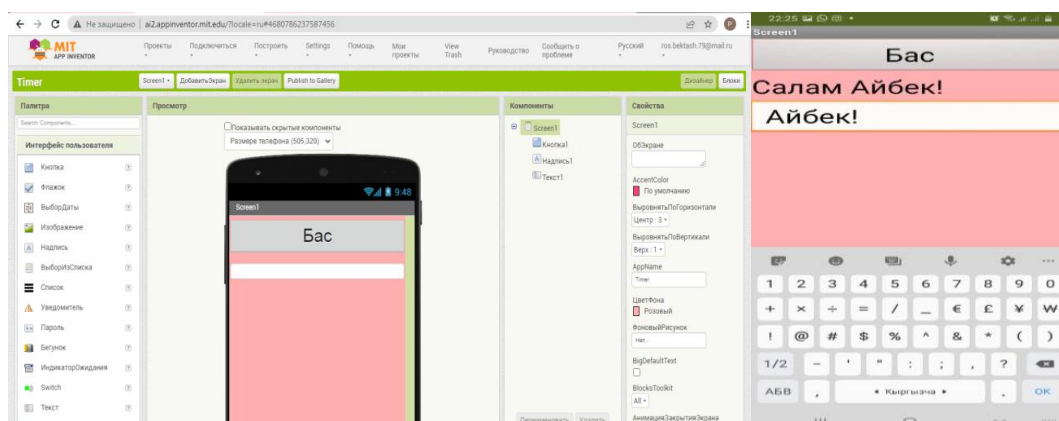 Не защищено ai2.appinventor.mit.edu/?locale=ru#4680786237587456
MIT
APP INVENTOR
Проекты Подключиться Построить Settings Помощь Мои проекты View Trash Руководство Сообщить о проблеме Русский ros.bektash.79@mail.ru
Timer Screen1 ДобавитьЭкран Удалить экран Publish to Gallery Дизайнер Блоки
Палитра
Search Components...
Интерфейс пользователя
Кнопка
Флажок
ВыборДаты
Изображение
Надпись
ВыборИзСписка
Список
Уведомитель
Пароль
Бегунок
ИндикаторОжидания
Switch
Текст
Просмотр
Показывать скрытые компоненты
Размере телефона (505,320)
9:48
Screen1
Бас
Компоненты
Screen1
Кнопка1
Надпись1
Текст1
Переименовать Удалить
Свойства
Screen1
ОбЭкране
AccentColor
По умолчанию
ВыровнятьПоГоризонтали
Центр : 3
ВыровнятьПоВертикали
Верх : 1
AppName
Timer
ЦветФона
Розовый
ФоновыйРисунок
Нет...
BigDefaultText
BlocksToolkit
All
АнимацияЗакрытияЭкрана
22:25
Screen1
Бас
Салам Айбек!
Айбек!
1 2 3 4 5 6 7 8 9 0
+ × ÷ = / _ € £ ¥ ₩
! @ # $ % ^ & * ( )
1/2 - ' " : ; , ?
АБВ , Кыргызча . OK